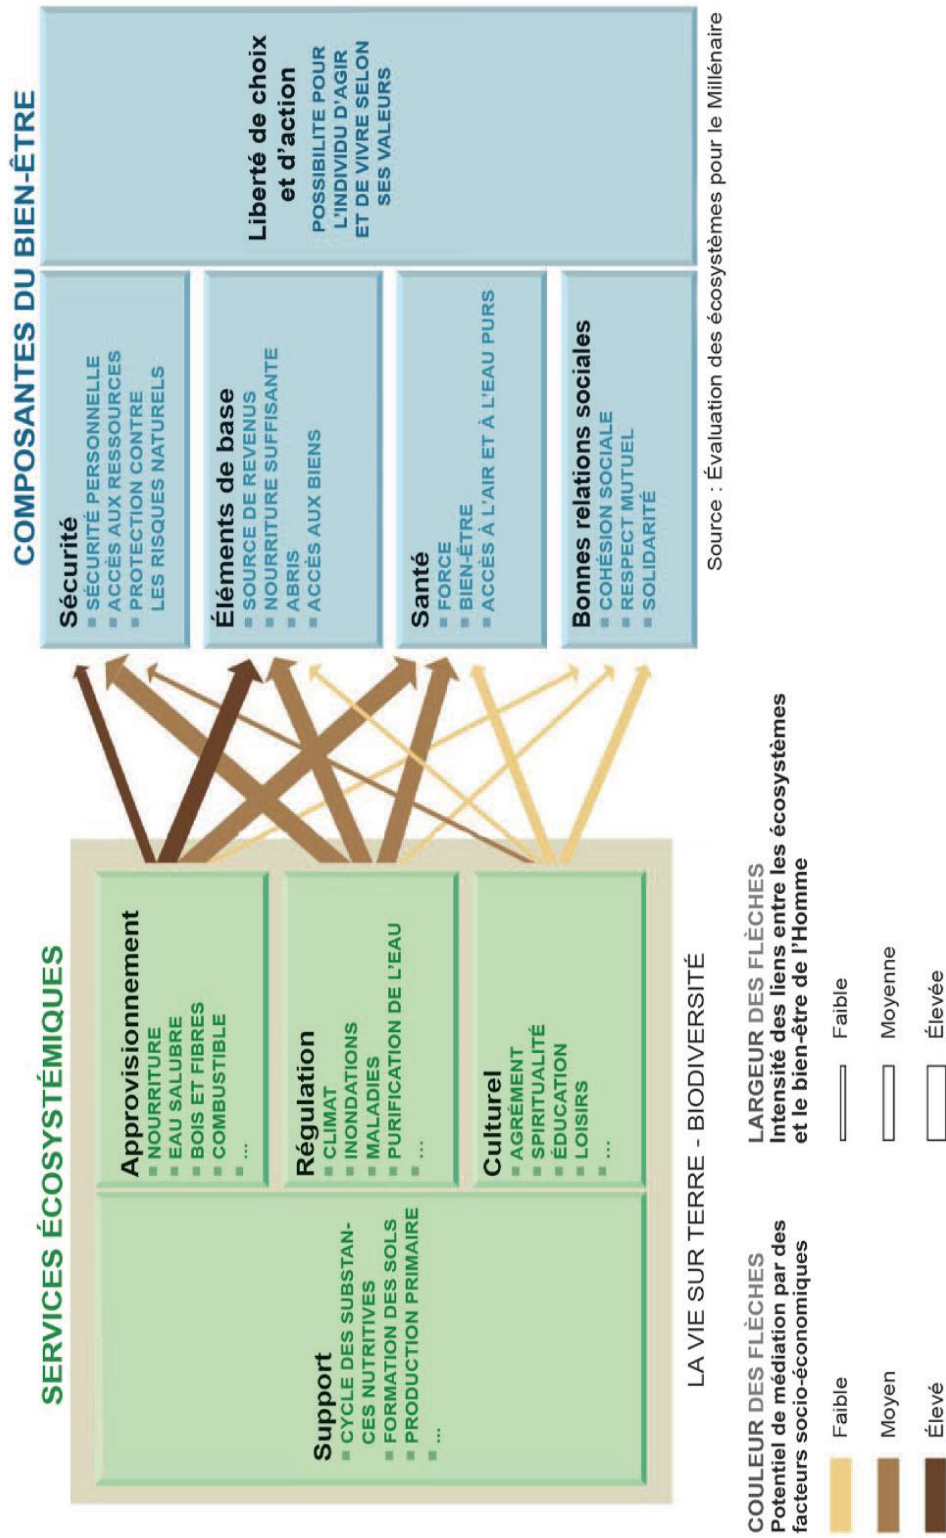 SERVICES ÉCOSYSTÉMIQUES
Support
CYCLE DES SUBSTAN-
CES NUTRITIVES
FORMATION DES SOLS
PRODUCTION PRIMAIRE
...
Approvisionnement
NOURRITURE
EAU SALUBRE
BOIS ET FIBRES
COMBUSTIBLE
...
Régulation
CLIMAT
INONDATIONS
MALADIES
PURIFICATION DE L'EAU
...
Culturel
AGRÉMENT
SPIRITUALITÉ
ÉDUCATION
LOISIRS
...
LA VIE SUR TERRE - BIODIVERSITÉ
COMPOSANTES DU BIEN-ÊTRE
Sécurité
SÉCURITÉ PERSONNELLE
ACCÈS AUX RESSOURCES
PROTECTION CONTRE
LES RISQUES NATURELS
Éléments de base
SOURCE DE REVENUS
NOURRITURE SUFFISANTE
ABRIS
ACCÈS AUX BIENS
Santé
FORCE
BIEN-ÊTRE
ACCÈS À L'AIR ET À L'EAU PURS
Bonnes relations sociales
COHÉSION SOCIALE
RESPECT MUTUEL
SOLIDARITÉ
Liberté de choix
et d'action
POSSIBILITE POUR
L'INDIVIDU D'AGIR
ET DE VIVRE SELON
SES VALEURS
Source : Évaluation des écosystèmes pour le Millénaire
COULEUR DES FLÈCHES
Potentiel de médiation par des
facteurs socio-économiques
Faible
Moyen
Élevé
LARGEUR DES FLÈCHES
Intensité des liens entre les écosystèmes
et le bien-être de l'Homme
Faible
Moyenne
Élevée